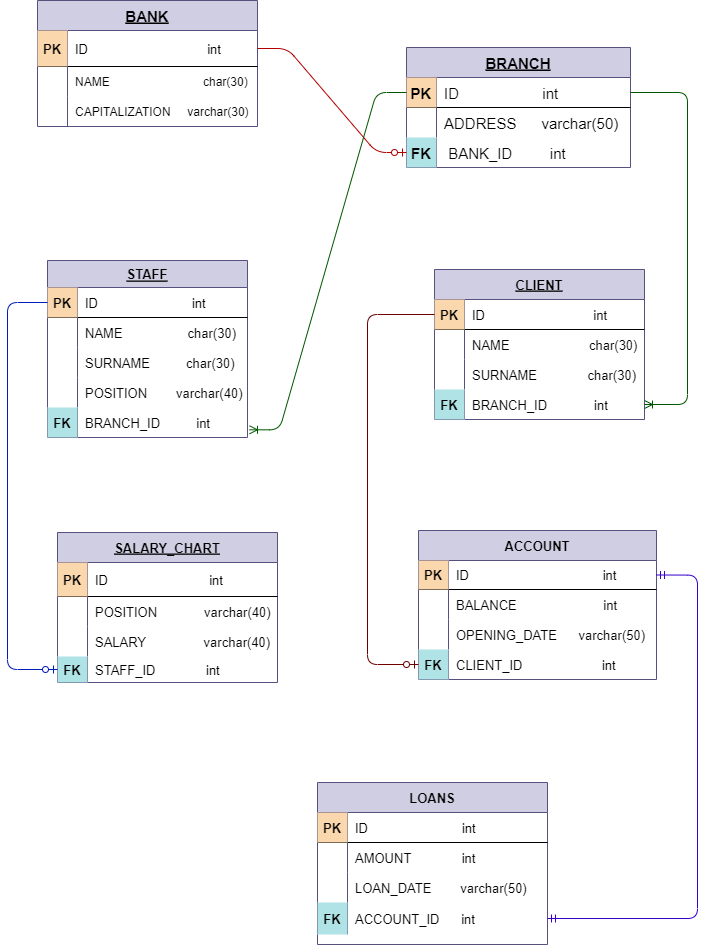 BANK
PK ID int
NAME char(30)
CAPITALIZATION varchar(30)
BRANCH
PK ID int
ADDRESS varchar(50)
FK BANK_ID int
STAFF
PK ID int
NAME char(30)
SURNAME char(30)
POSITION varchar(40)
FK BRANCH_ID int
CLIENT
PK ID int
NAME char(30)
SURNAME char(30)
FK BRANCH_ID int
SALARY_CHART
PK ID int
POSITION varchar(40)
SALARY varchar(40)
FK STAFF_ID int
ACCOUNT
PK ID int
BALANCE int
OPENING_DATE varchar(50)
FK CLIENT_ID int
LOANS
PK ID int
AMOUNT int
LOAN_DATE varchar(50)
FK ACCOUNT_ID int